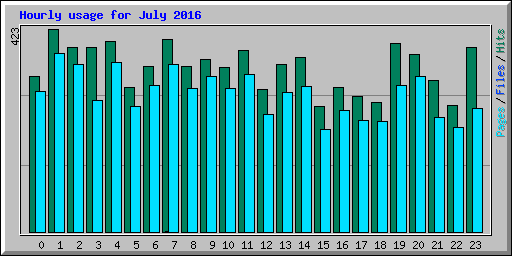 Hourly usage for July 2016
423
Pages/Files/Hits
0 1 2 3 4 5 6 7 8 9 10 11 12 13 14 15 16 17 18 19 20 21 22 23